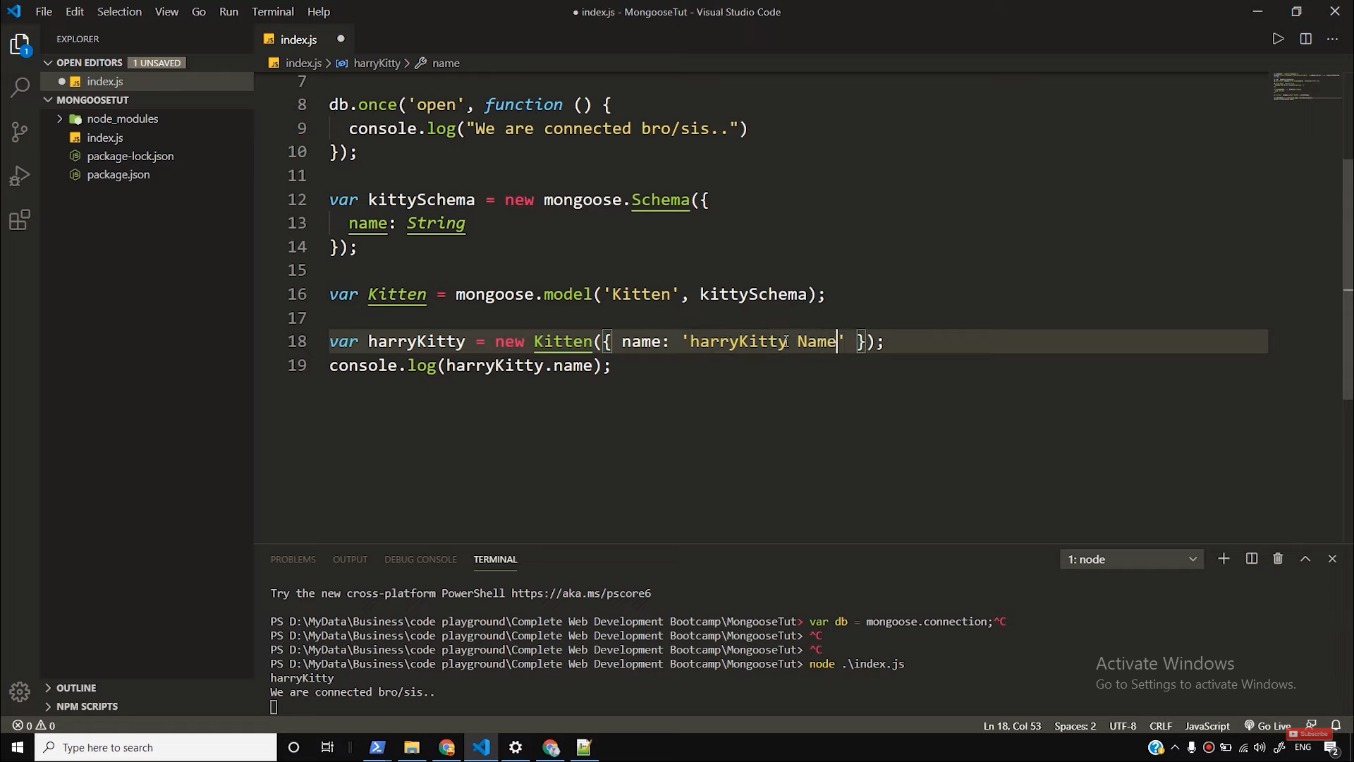 File Edit Selection View Go Run Terminal Help
● index.js - MongooseTut - Visual Studio Code
EXPLORER
OPEN EDITORS 1 UNSAVED
index.js
MONGOOSETUT
node_modules
index.js
package-lock.json
package.json
OUTLINE
NPM SCRIPTS
1
index.js
index.js > harryKitty > name
7
8 db.once('open', function () {
9 console.log("We are connected bro/sis..")
10 });
11
12 var kittySchema = new mongoose.Schema({
13 name: String
14 });
15
16 var Kitten = mongoose.model('Kitten', kittySchema);
17
18 var harryKitty = new Kitten({ name: 'harryKitty Name' });
19 console.log(harryKitty.name);
PROBLEMS OUTPUT DEBUG CONSOLE TERMINAL 1: node
Try the new cross-platform PowerShell https://aka.ms/pscore6
PS D:\MyData\Business\code playground\Complete Web Development Bootcamp\MongooseTut> var db = mongoose.connection;^C
PS D:\MyData\Business\code playground\Complete Web Development Bootcamp\MongooseTut> ^C
PS D:\MyData\Business\code playground\Complete Web Development Bootcamp\MongooseTut> ^C
PS D:\MyData\Business\code playground\Complete Web Development Bootcamp\MongooseTut> node .\index.js
harryKitty
We are connected bro/sis..
Activate Windows
Go to Settings to activate Windows.
0 0 Ln 18, Col 53 Spaces: 2 UTF-8 CRLF JavaScript Go Live
Subscribe
Type here to search ENG 2